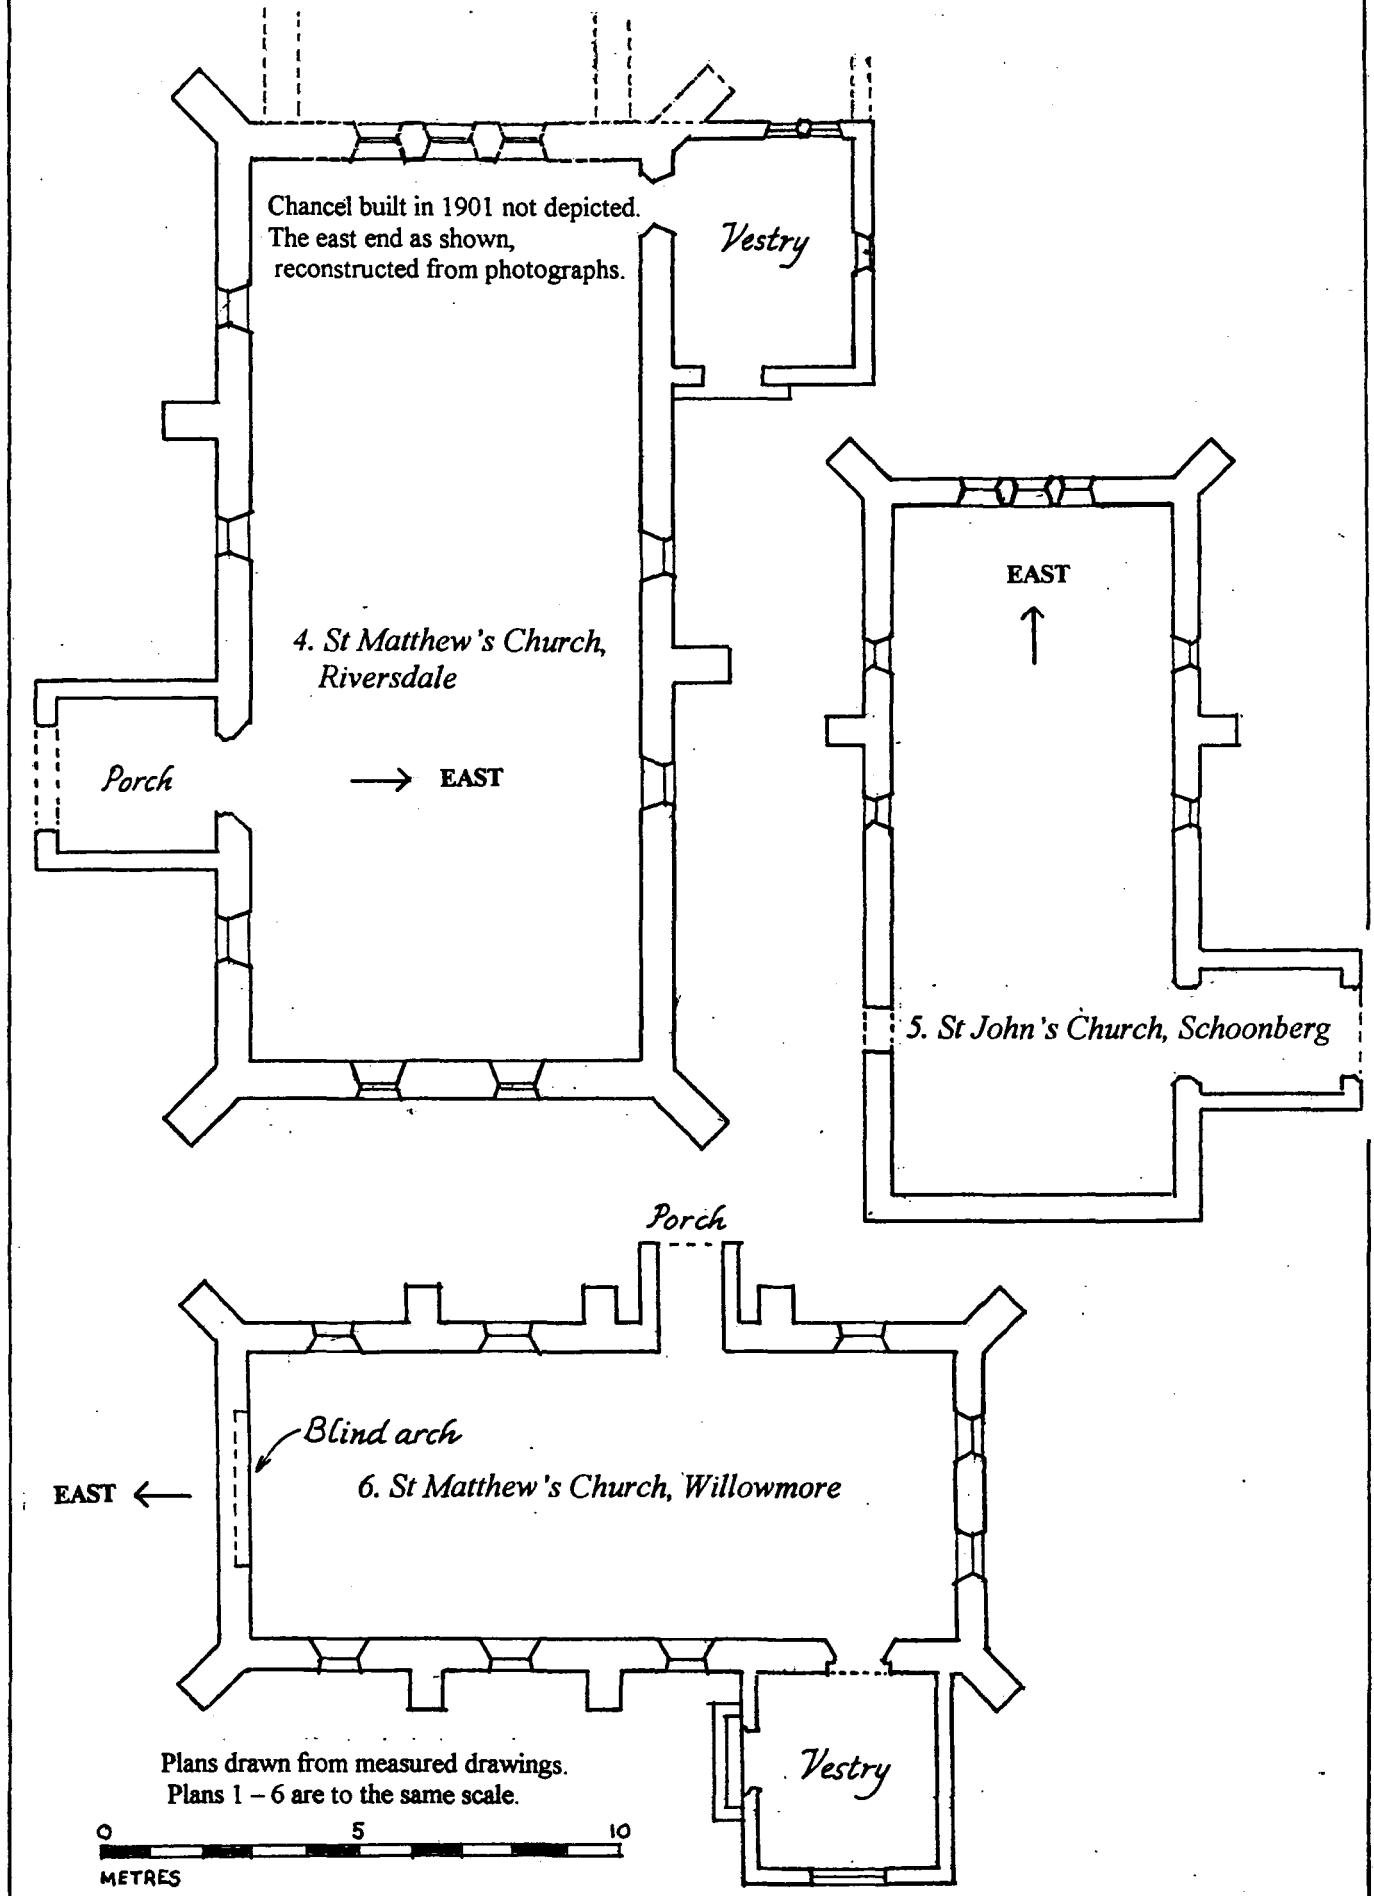 Chancel built in 1901 not depicted.
The east end as shown,
reconstructed from photographs.
Vestry
4. St Matthew's Church,
Riversdale
Porch
EAST
EAST
5. St John's Church, Schoonberg
Porch
Blind arch
EAST
6. St Matthew's Church, Willowmore
Vestry
Plans drawn from measured drawings.
Plans 1 – 6 are to the same scale.
0 5 10
METRES